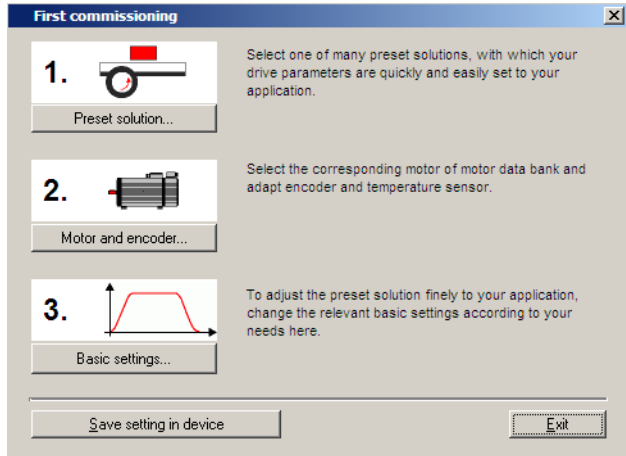 First commissioning
1.
Select one of many preset solutions, with which your
drive parameters are quickly and easily set to your
application.
Preset solution...
2.
Select the corresponding motor of motor data bank and
adapt encoder and temperature sensor.
Motor and encoder...
3.
To adjust the preset solution finely to your application,
change the relevant basic settings according to your
needs here.
Basic settings...
Save setting in device
Exit